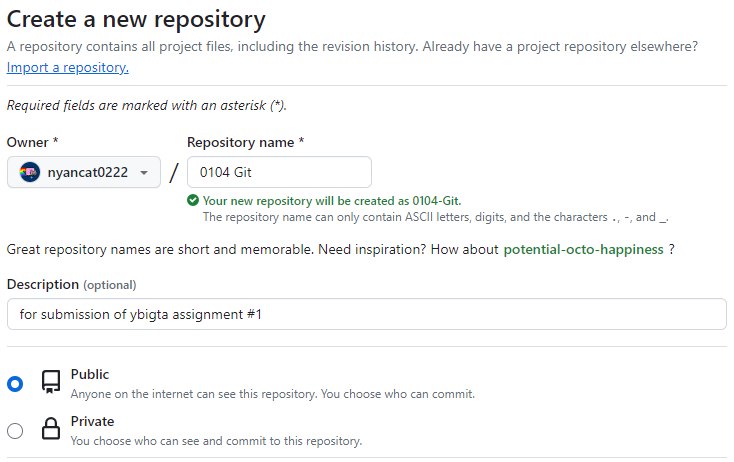 Create a new repository
A repository contains all project files, including the revision history. Already have a project repository elsewhere?
Import a repository.
Required fields are marked with an asterisk (*).
Owner * Repository name *
nyancat0222 / 0104 Git
Your new repository will be created as 0104-Git.
The repository name can only contain ASCII letters, digits, and the characters ., -, and _.
Great repository names are short and memorable. Need inspiration? How about potential-octo-happiness ?
Description (optional)
for submission of ybigta assignment #1
Public
Anyone on the internet can see this repository. You choose who can commit.
Private
You choose who can see and commit to this repository.